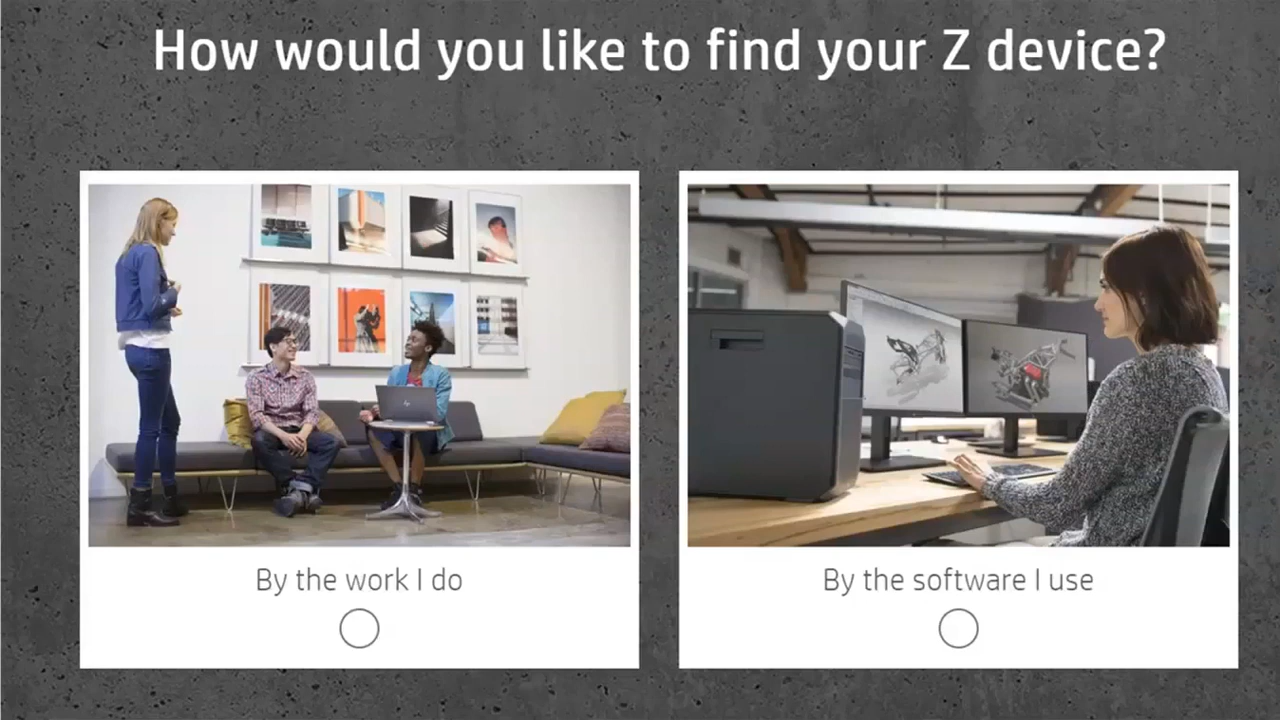 How would you like to find your Z device?
By the work I do
By the software I use